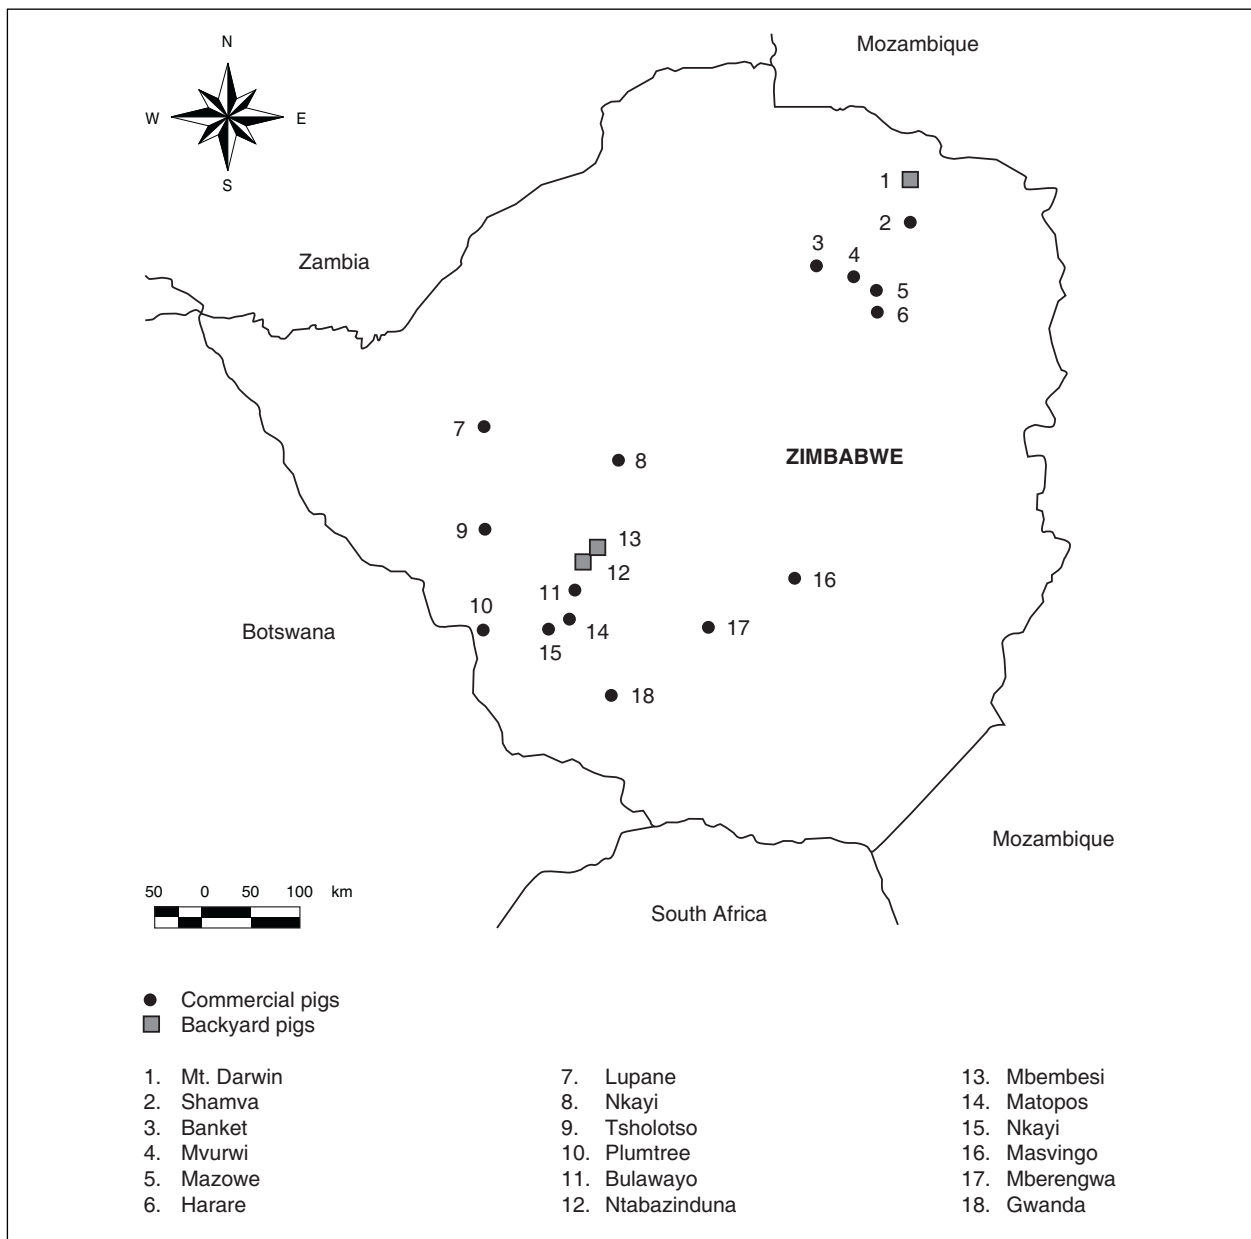 N
Mozambique
W
E
S
1
2
3
4
Zambia
5
6
7
ZIMBABWE
8
9
13
12
16
11
10
14
17
Botswana
15
18
Mozambique
50 0 50 100 km
South Africa
Commercial pigs
Backyard pigs
1. Mt. Darwin
2. Shamva
3. Banket
4. Mvurwi
5. Mazowe
6. Harare
7. Lupane
8. Nkayi
9. Tsholotso
10. Plumtree
11. Bulawayo
12. Ntabazinduna
13. Mbembesi
14. Matopos
15. Nkayi
16. Masvingo
17. Mberengwa
18. Gwanda